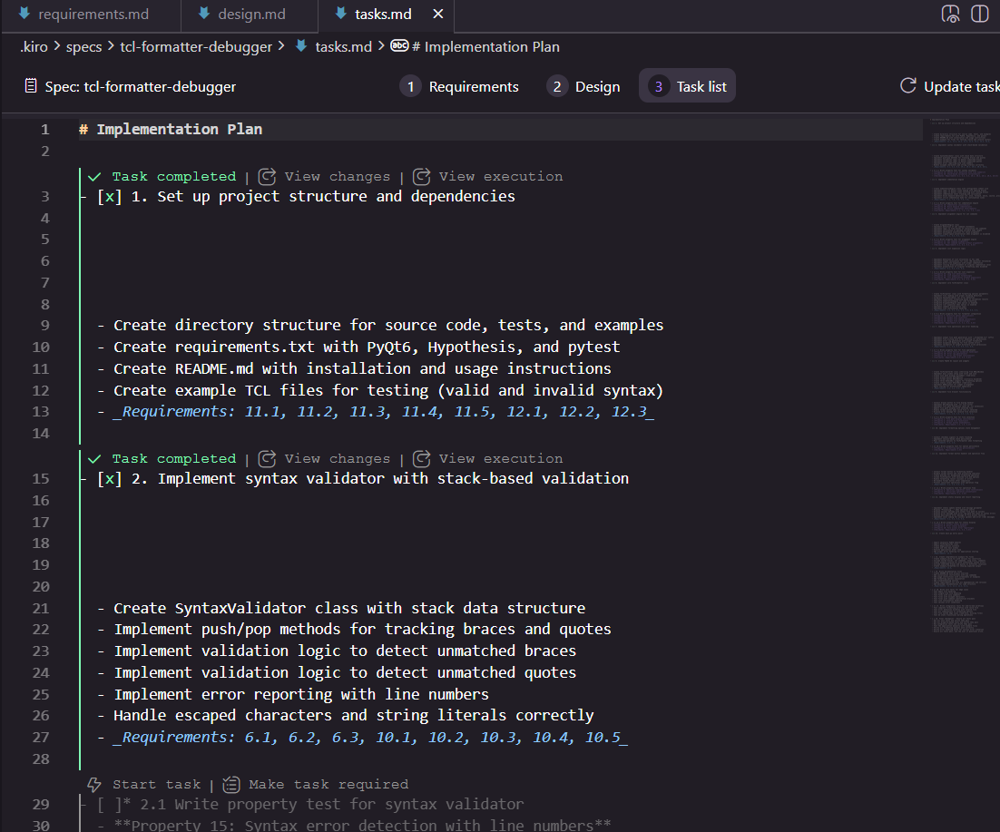 requirements.md design.md tasks.md
.kiro > specs > tcl-formatter-debugger > tasks.md > abc # Implementation Plan
Spec: tcl-formatter-debugger 1 Requirements 2 Design 3 Task list Update task
1 # Implementation Plan
2
Task completed | View changes | View execution
3 - [x] 1. Set up project structure and dependencies
4
5
6
7
8
9 - Create directory structure for source code, tests, and examples
10 - Create requirements.txt with PyQt6, Hypothesis, and pytest
11 - Create README.md with installation and usage instructions
12 - Create example TCL files for testing (valid and invalid syntax)
13 - _Requirements: 11.1, 11.2, 11.3, 11.4, 11.5, 12.1, 12.2, 12.3_
14
Task completed | View changes | View execution
15 - [x] 2. Implement syntax validator with stack-based validation
16
17
18
19
20
21 - Create SyntaxValidator class with stack data structure
22 - Implement push/pop methods for tracking braces and quotes
23 - Implement validation logic to detect unmatched braces
24 - Implement validation logic to detect unmatched quotes
25 - Implement error reporting with line numbers
26 - Handle escaped characters and string literals correctly
27 - _Requirements: 6.1, 6.2, 6.3, 10.1, 10.2, 10.3, 10.4, 10.5_
28
Start task | Make task required
29 - [ ]* 2.1 Write property test for syntax validator
30 - **Property 15: Syntax error detection with line numbers**